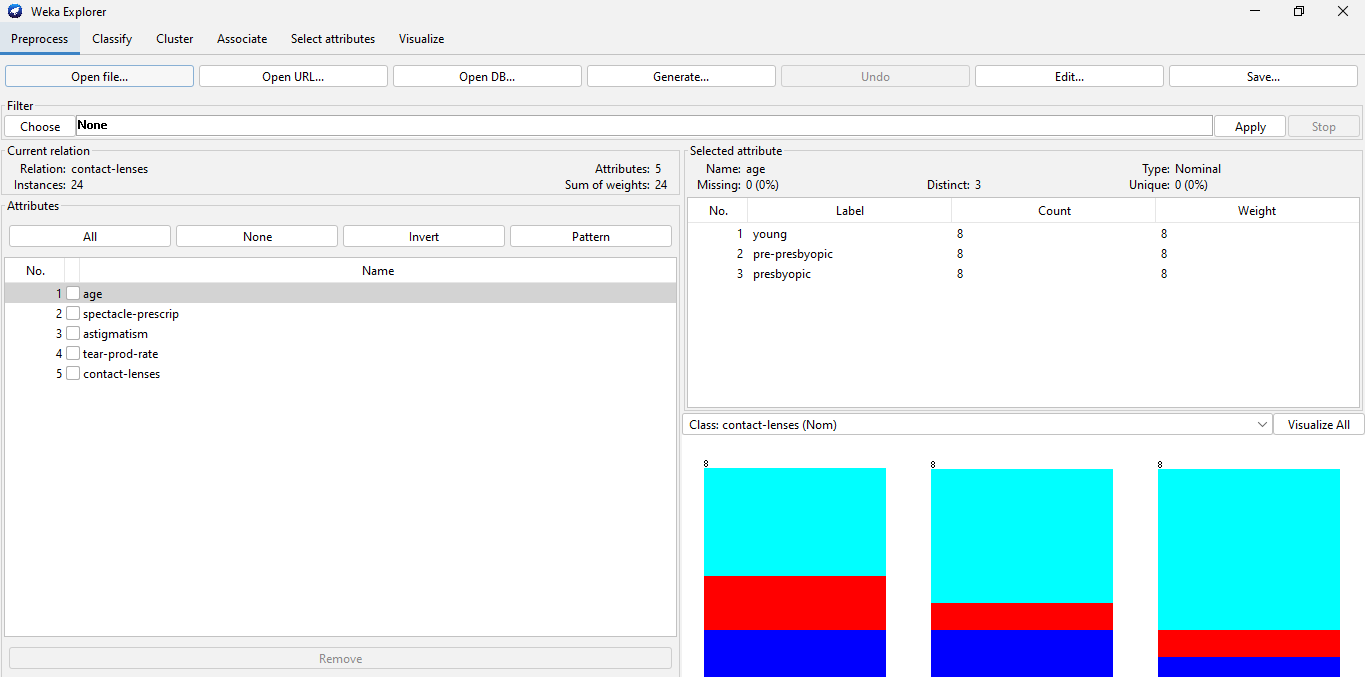 Weka Explorer
Preprocess Classify Cluster Associate Select attributes Visualize
Open file... Open URL... Open DB... Generate... Undo Edit... Save...
Filter
Choose None Apply Stop
Current relation
Relation: contact-lenses Attributes: 5
Instances: 24 Sum of weights: 24
Attributes
All None Invert Pattern
No. Name
1 age
2 spectacle-prescrip
3 astigmatism
4 tear-prod-rate
5 contact-lenses
Remove
Selected attribute
Name: age Type: Nominal
Missing: 0 (0%) Distinct: 3 Unique: 0 (0%)
No. Label Count Weight
1 young 8 8
2 pre-presbyopic 8 8
3 presbyopic 8 8
Class: contact-lenses (Nom) Visualize All
8 8 8